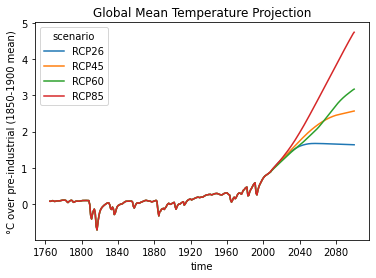 Global Mean Temperature Projection
°C over pre-industrial (1850-1900 mean)
5
4
3
2
1
0
scenario
RCP26
RCP45
RCP60
RCP85
1760 1800 1840 1880 1920 1960 2000 2040 2080
time